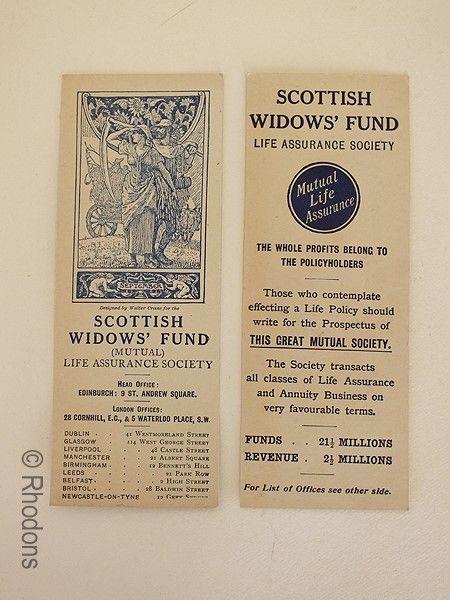 SEPTEMBER
Designed by Walter Crane for the
SCOTTISH
WIDOWS' FUND
(MUTUAL)
LIFE ASSURANCE SOCIETY
HEAD OFFICE:
EDINBURGH: 9 ST. ANDREW SQUARE.
LONDON OFFICES:
28 CORNHILL, E.C., & 5 WATERLOO PLACE, S.W.
DUBLIN . . . 41 WESTMORELAND STREET
GLASGOW . . . 114 WEST GEORGE STREET
LIVERPOOL . . . 48 CASTLE STREET
MANCHESTER . . . 21 ALBERT SQUARE
BIRMINGHAM . . . 12 BENNETT'S HILL
LEEDS . . . 21 PARK ROW
BELFAST . . . 2 HIGH STREET
BRISTOL . . . 28 BALDWIN STREET
NEWCASTLE-ON-TYNE 12 GREY STREET
SCOTTISH
WIDOWS' FUND
LIFE ASSURANCE SOCIETY
Mutual
Life
Assurance
THE WHOLE PROFITS BELONG TO
THE POLICYHOLDERS
Those who contemplate
effecting a Life Policy should
write for the Prospectus of
THIS GREAT MUTUAL SOCIETY.
The Society transacts
all classes of Life Assurance
and Annuity Business on
very favourable terms.
FUNDS . . 21½ MILLIONS
REVENUE . 2½ MILLIONS
For List of Offices see other side.
© Rhodons